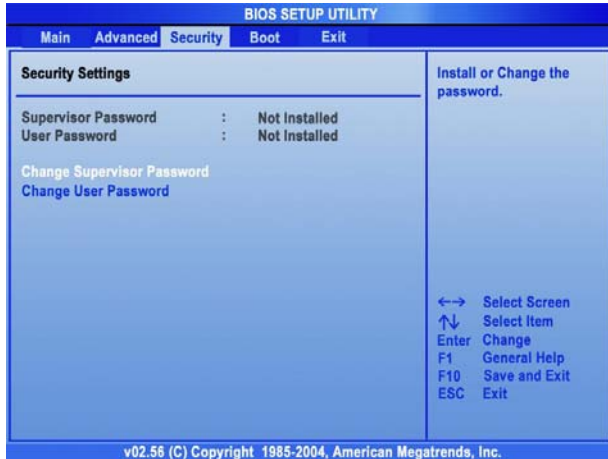 BIOS SETUP UTILITY
Main Advanced Security Boot Exit
Security Settings
Supervisor Password : Not Installed
User Password : Not Installed
Change Supervisor Password
Change User Password
Install or Change the
password.
←→ Select Screen
↑↓ Select Item
Enter Change
F1 General Help
F10 Save and Exit
ESC Exit
v02.56 (C) Copyright 1985-2004, American Megatrends, Inc.